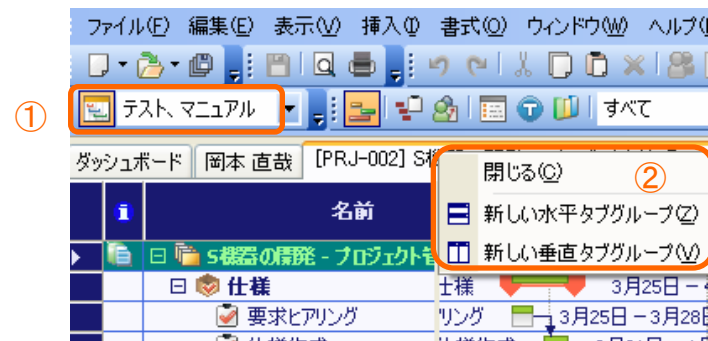 ファイル(F) 編集(E) 表示(V) 挿入(I) 書式(O) ウィンドウ(W) ヘルプ(
① テスト、マニュアル すべて
ダッシュボード 岡本 直哉 [PRJ-002] S
閉じる(C) ②
名前 新しい水平タブグループ(Z)
S機器の開発 - プロジェクト 新しい垂直タブグループ(V)
仕様 士様 3月25日 −
要求ヒアリング リング 3月25日 − 3月28